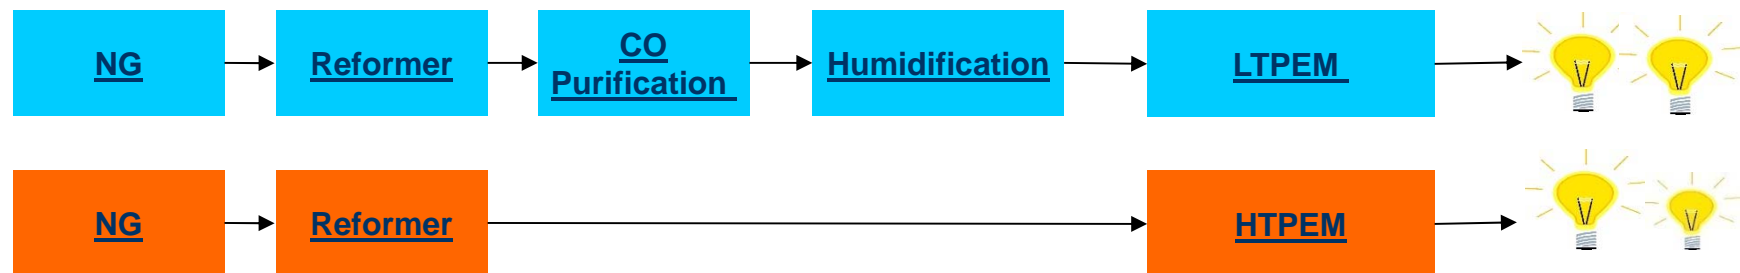 NG
Reformer
CO
Purification
Humidification
LTPEM
NG
Reformer
HTPEM